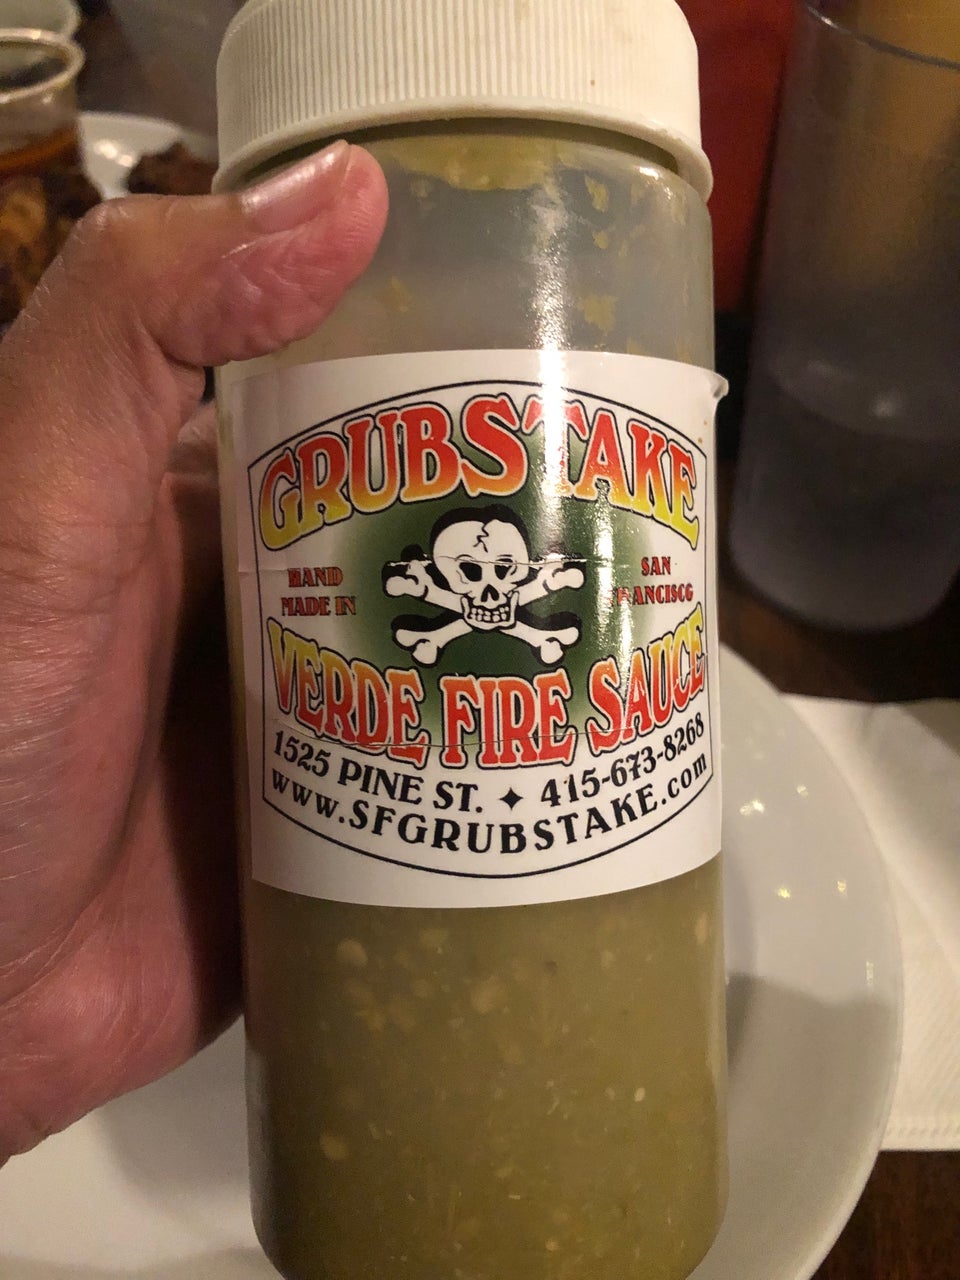 GRUBSTAKE
HAND
MADE IN
SAN
FRANCISCO
VERDE FIRE SAUCE
1525 PINE ST. ✦ 415-673-8268
www.SFGRUBSTAKE.com